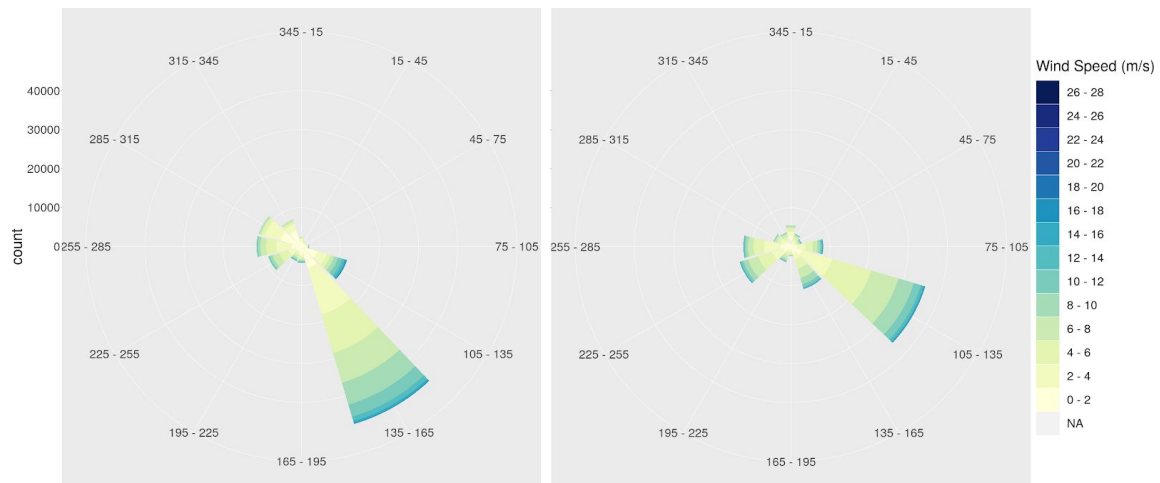 345 - 15
315 - 345
15 - 45
285 - 315
45 - 75
255 - 285
75 - 105
225 - 255
105 - 135
195 - 225
135 - 165
165 - 195
40000
30000
20000
10000
0
count
345 - 15
315 - 345
15 - 45
285 - 315
45 - 75
255 - 285
75 - 105
225 - 255
105 - 135
195 - 225
135 - 165
165 - 195
Wind Speed (m/s)
26 - 28
24 - 26
22 - 24
20 - 22
18 - 20
16 - 18
14 - 16
12 - 14
10 - 12
8 - 10
6 - 8
4 - 6
2 - 4
0 - 2
NA